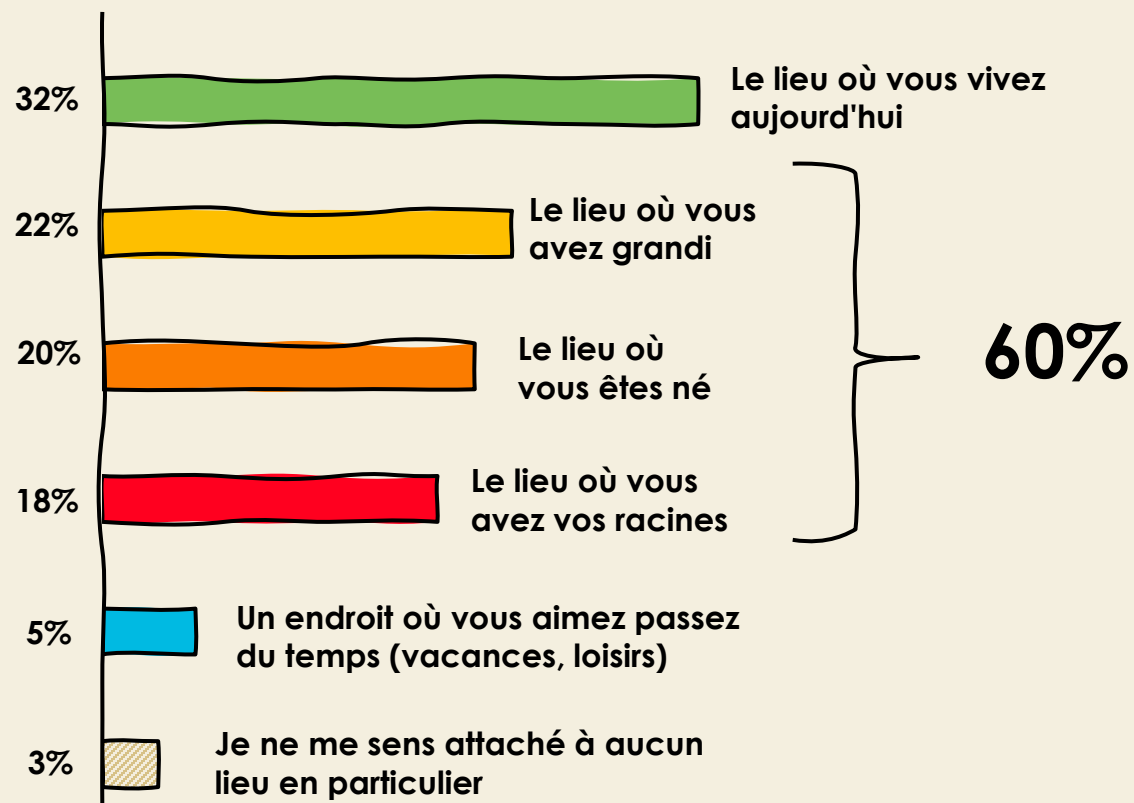 32%
Le lieu où vous vivez
aujourd'hui
22%
Le lieu où vous
avez grandi
20%
Le lieu où
vous êtes né
60%
18%
Le lieu où vous
avez vos racines
5%
Un endroit où vous aimez passez
du temps (vacances, loisirs)
3%
Je ne me sens attaché à aucun
lieu en particulier